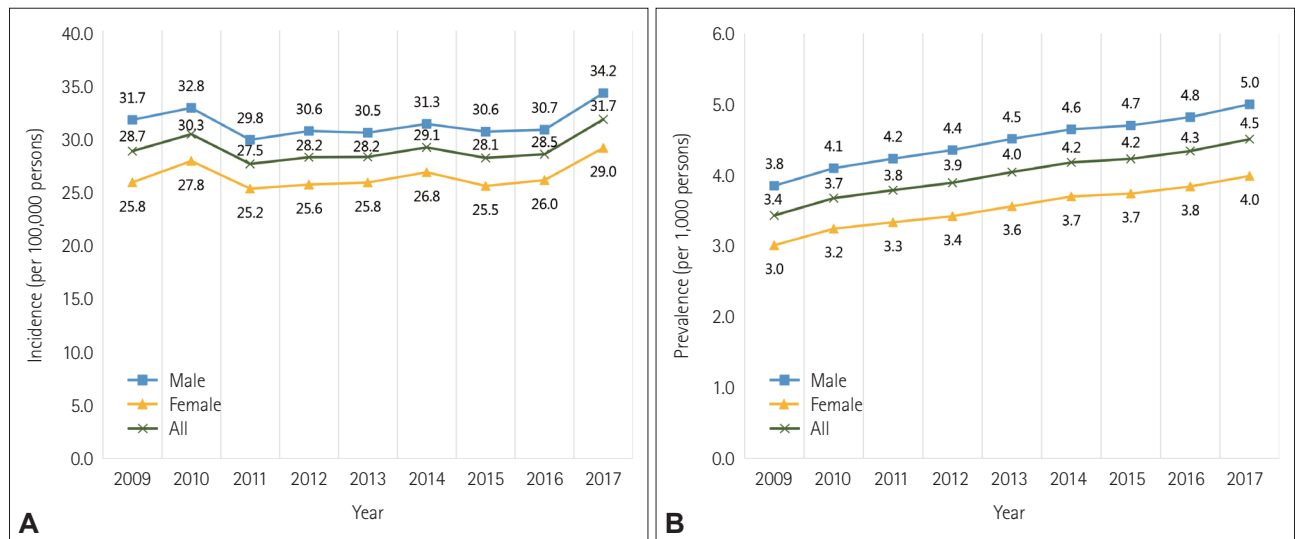 40.0
35.0
30.0
25.0
20.0
15.0
10.0
5.0
0.0
Incidence (per 100,000 persons)
31.7 32.8 29.8 30.6 30.5 31.3 30.6 30.7 34.2
28.7 30.3 27.5 28.2 28.2 29.1 28.1 28.5 31.7
25.8 27.8 25.2 25.6 25.8 26.8 25.5 26.0 29.0
Male
Female
All
2009 2010 2011 2012 2013 2014 2015 2016 2017
Year
A
6.0
5.0
4.0
3.0
2.0
1.0
0.0
Prevalence (per 1,000 persons)
3.8 4.1 4.2 4.4 4.5 4.6 4.7 4.8 5.0
3.4 3.7 3.8 3.9 4.0 4.2 4.2 4.3 4.5
3.0 3.2 3.3 3.4 3.6 3.7 3.7 3.8 4.0
Male
Female
All
2009 2010 2011 2012 2013 2014 2015 2016 2017
Year
B